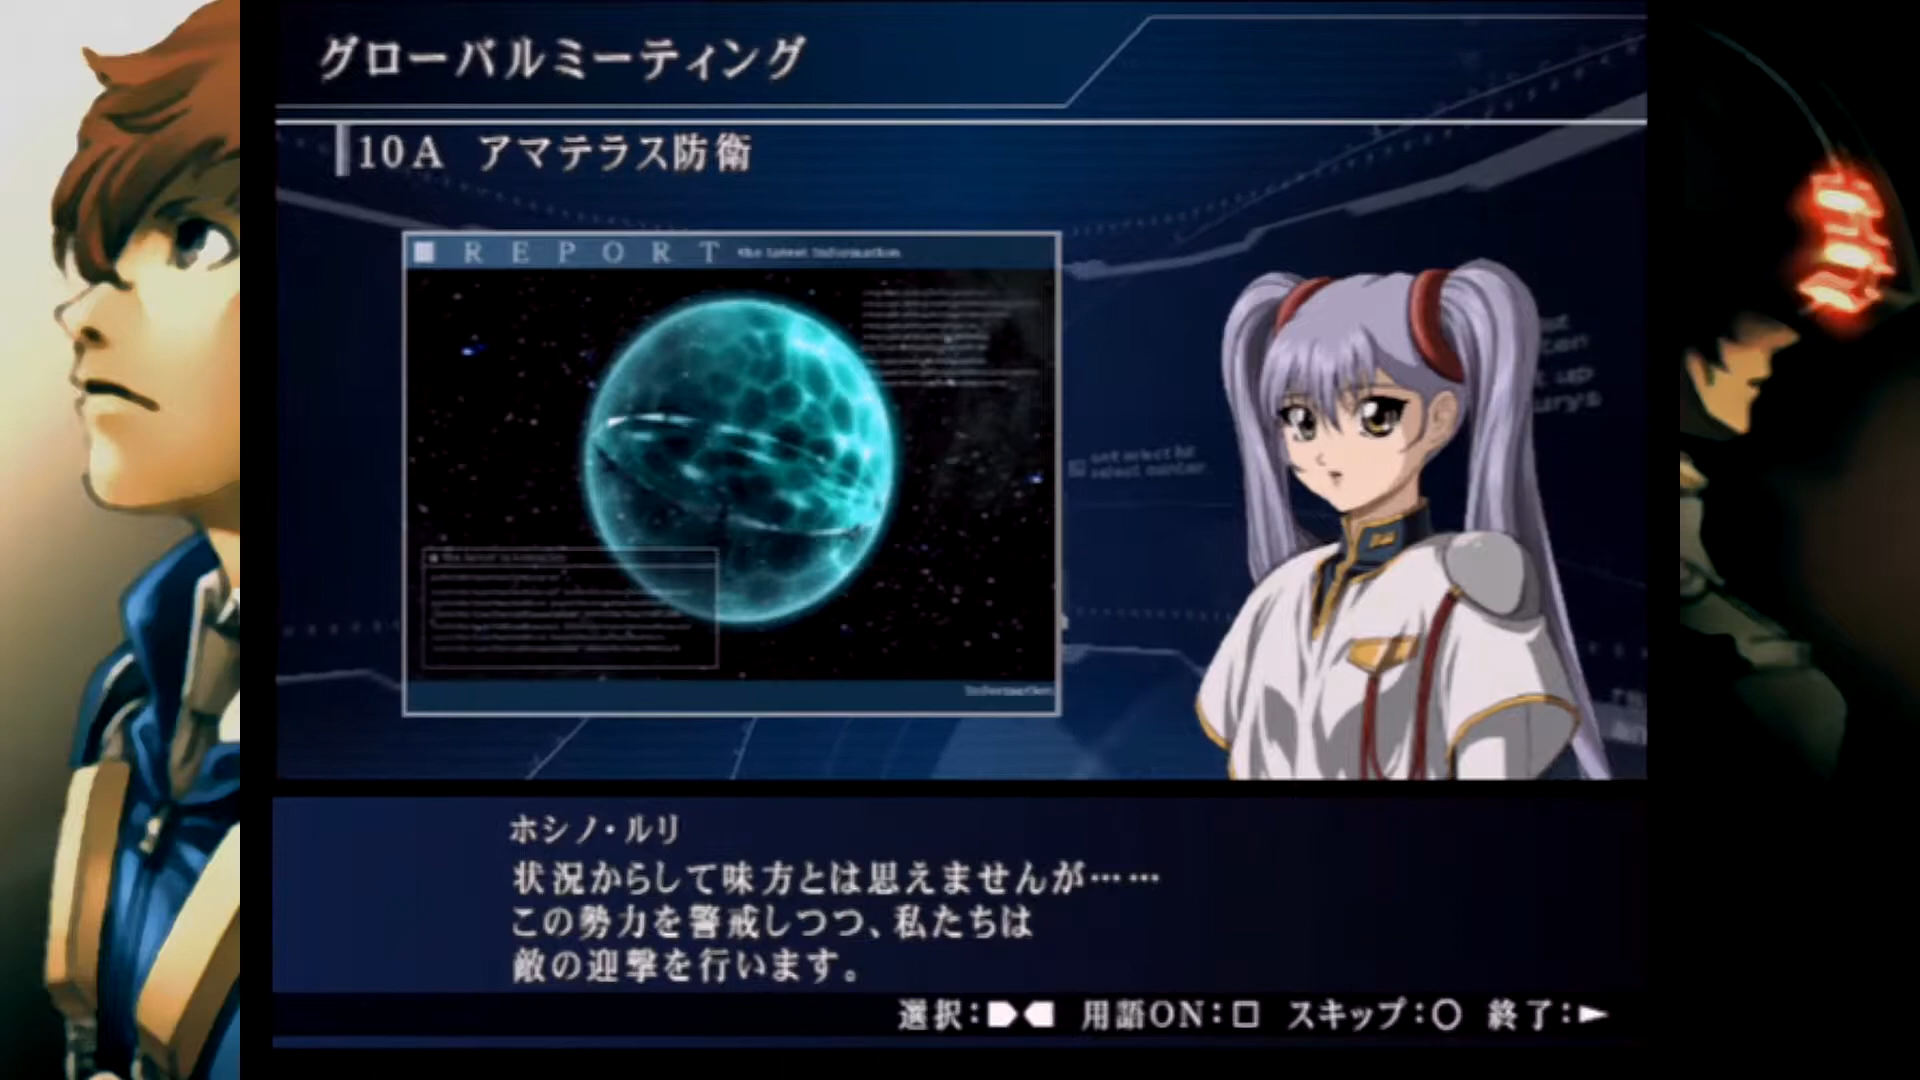 グローバルミーティング
10A アマテラス防衛
REPORT the latest information
information
ホシノ・ルリ
状況からして味方とは思えませんが……
この勢力を警戒しつつ、私たちは
敵の迎撃を行います。
選択： 用語ON：□ スキップ：○ 終了：►